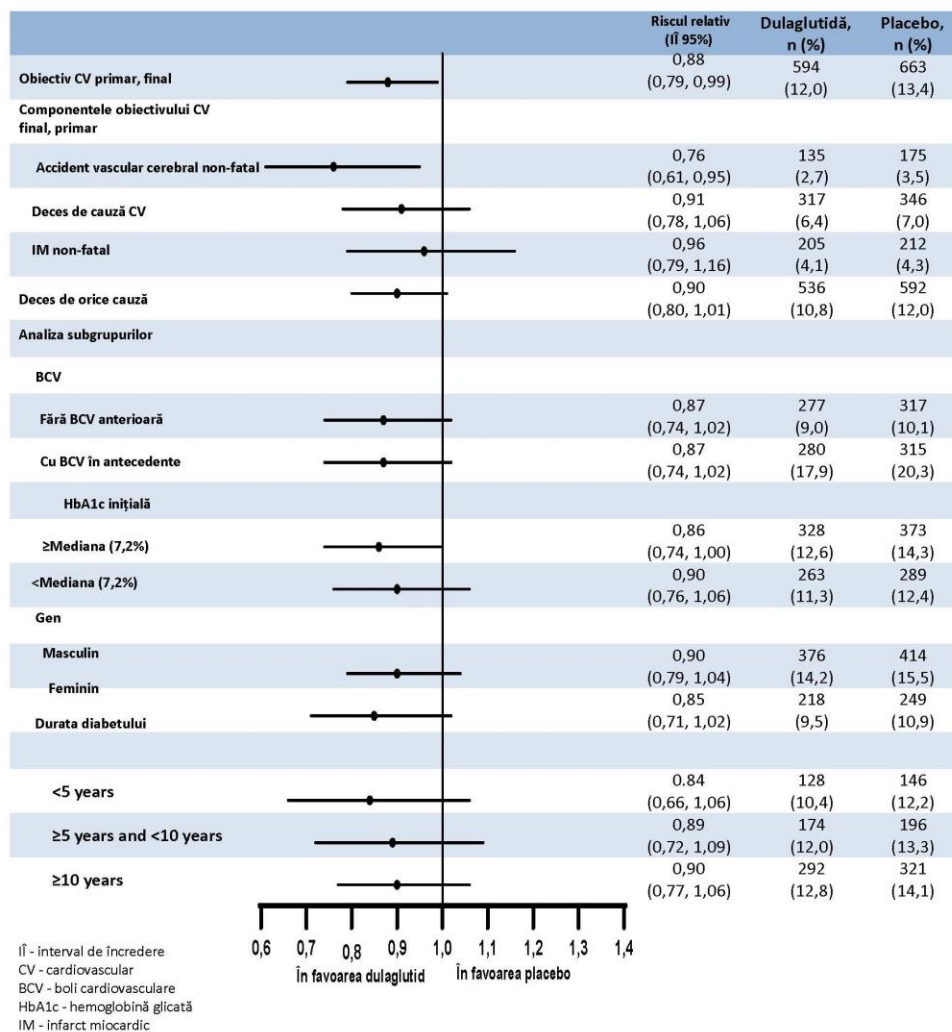 Riscul relativ Dulaglutidă, Placebo,
(IÎ 95%) n (%) n (%)
0,88 594 663
Obiectiv CV primar, final (0,79, 0,99) (12,0) (13,4)
Componentele obiectivului CV
final, primar
0,76 135 175
Accident vascular cerebral non-fatal (0,61, 0,95) (2,7) (3,5)
Deces de cauză CV 0,91 317 346
(0,78, 1,06) (6,4) (7,0)
IM non-fatal 0,96 205 212
(0,79, 1,16) (4,1) (4,3)
Deces de orice cauză 0,90 536 592
(0,80, 1,01) (10,8) (12,0)
Analiza subgrupurilor
BCV
Fără BCV anterioară 0,87 277 317
(0,74, 1,02) (9,0) (10,1)
Cu BCV în antecedente 0,87 280 315
(0,74, 1,02) (17,9) (20,3)
HbA1c inițială
≥Mediana (7,2%) 0,86 328 373
(0,74, 1,00) (12,6) (14,3)
<Mediana (7,2%) 0,90 263 289
(0,76, 1,06) (11,3) (12,4)
Gen
Masculin 0,90 376 414
(0,79, 1,04) (14,2) (15,5)
Feminin 0,85 218 249
Durata diabetului (0,71, 1,02) (9,5) (10,9)
<5 years 0.84 128 146
(0,66, 1,06) (10,4) (12,2)
≥5 years and <10 years 0,89 174 196
(0,72, 1,09) (12,0) (13,3)
≥10 years 0,90 292 321
(0,77, 1,06) (12,8) (14,1)
0,6 0,7 0,8 0,9 1,0 1,1 1,2 1,3 1,4
În favoarea dulaglutid În favoarea placebo
IÎ - interval de încredere
CV - cardiovascular
BCV - boli cardiovasculare
HbA1c - hemoglobină glicată
IM - infarct miocardic